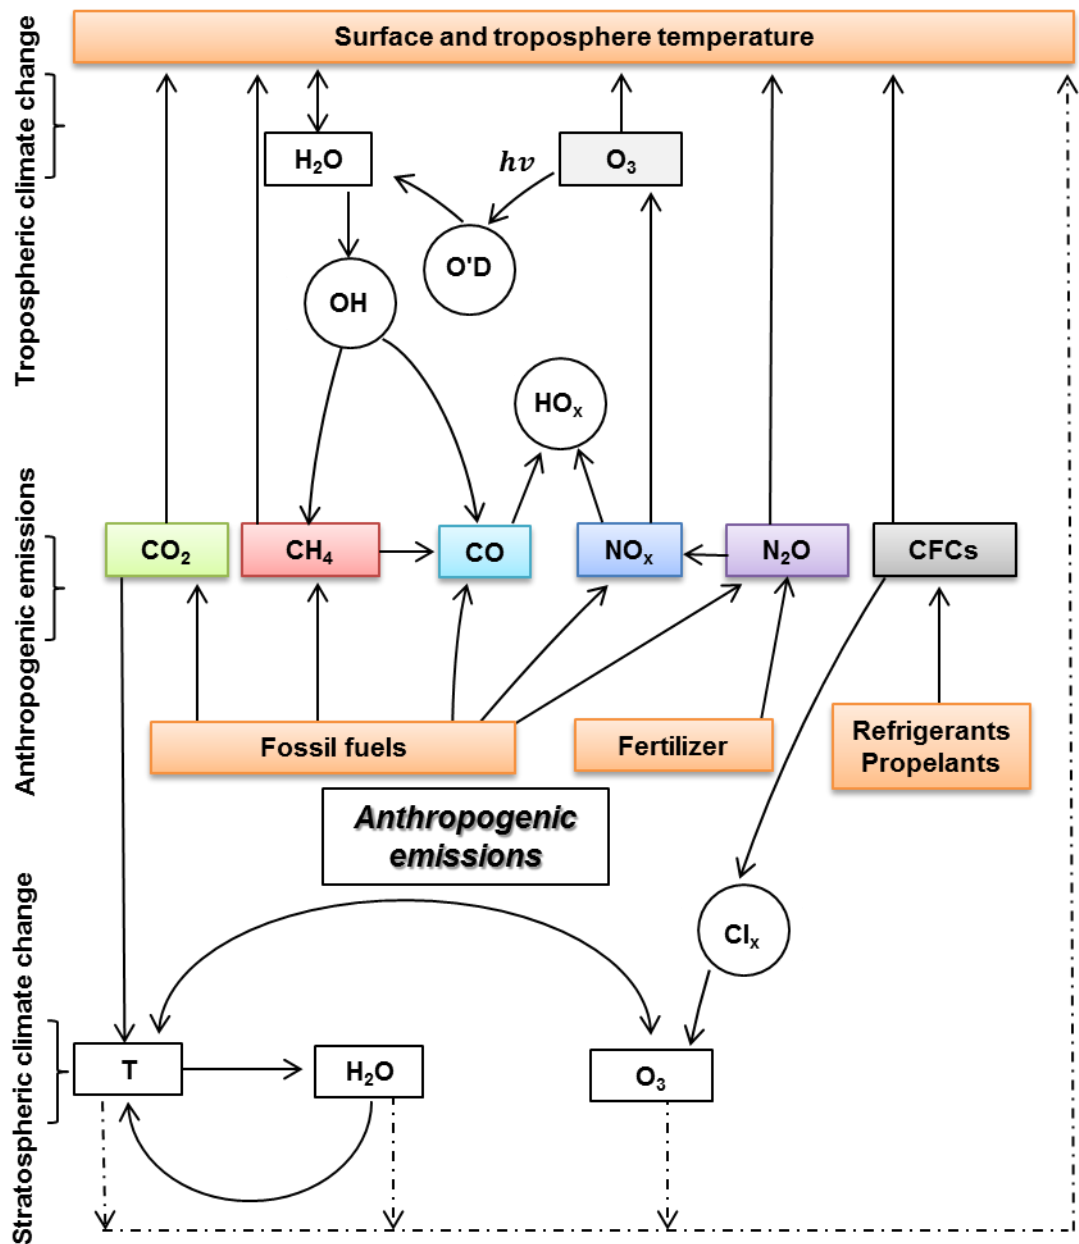 Surface and troposphere temperature
Tropospheric climate change
H₂O
hν
O₃
O'D
OH
HOₓ
Anthropogenic emissions
CO₂
CH₄
CO
NOₓ
N₂O
CFCs
Fossil fuels
Fertilizer
Refrigerants
Propelants
Anthropogenic
emissions
Stratospheric climate change
Clₓ
T
H₂O
O₃